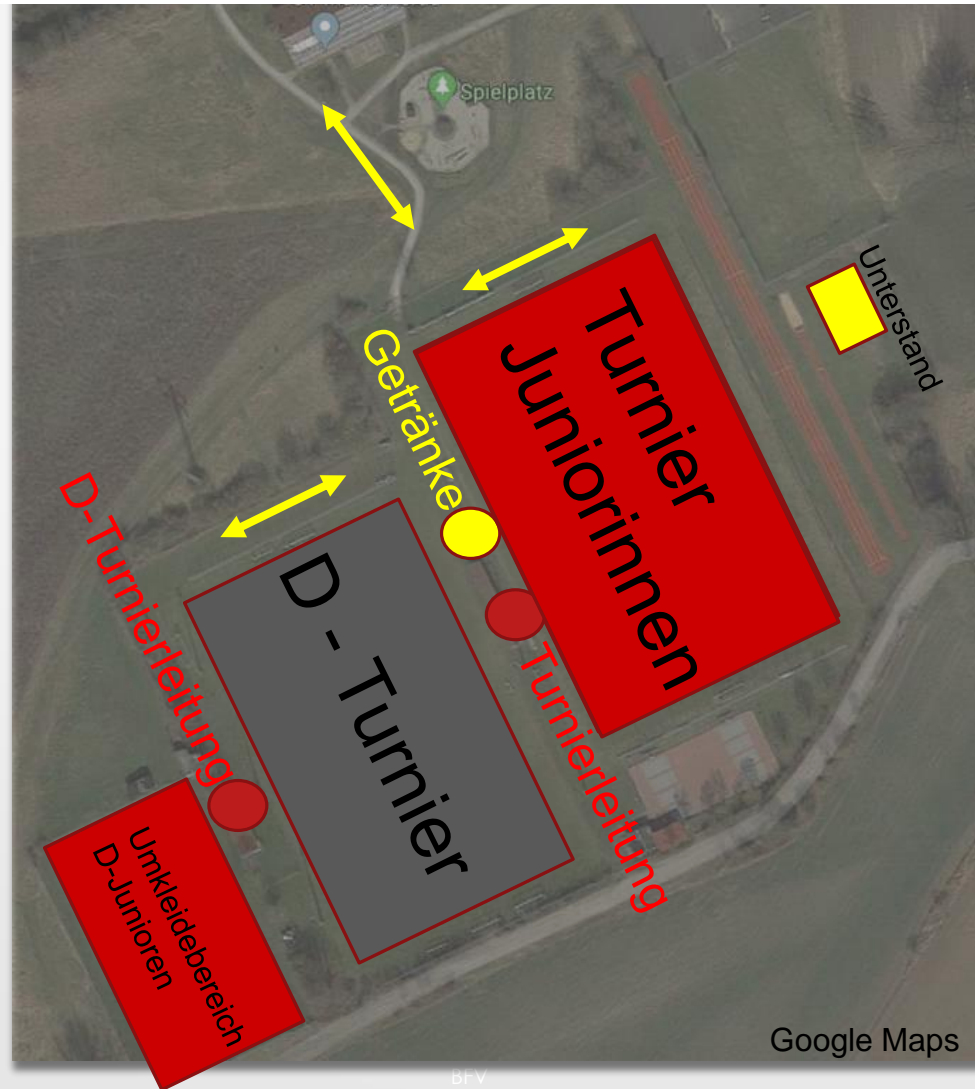 Spielplatz
Unterstand
Turnier
Juniorinnen
Getränke
D-Turnierleitung
D - Turnier
Turnierleitung
Umkleidebereich
D-Junioren
Google Maps
BFV